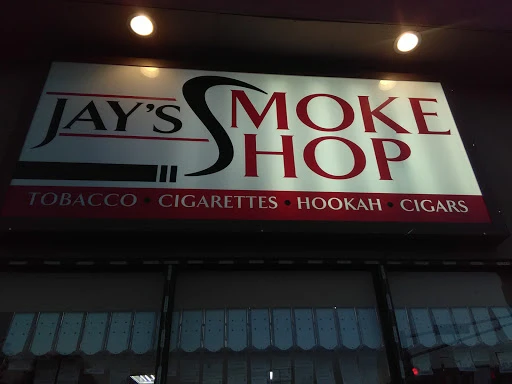 JAY'S SMOKE
SHOP
TOBACCO • CIGARETTES • HOOKAH • CIGARS